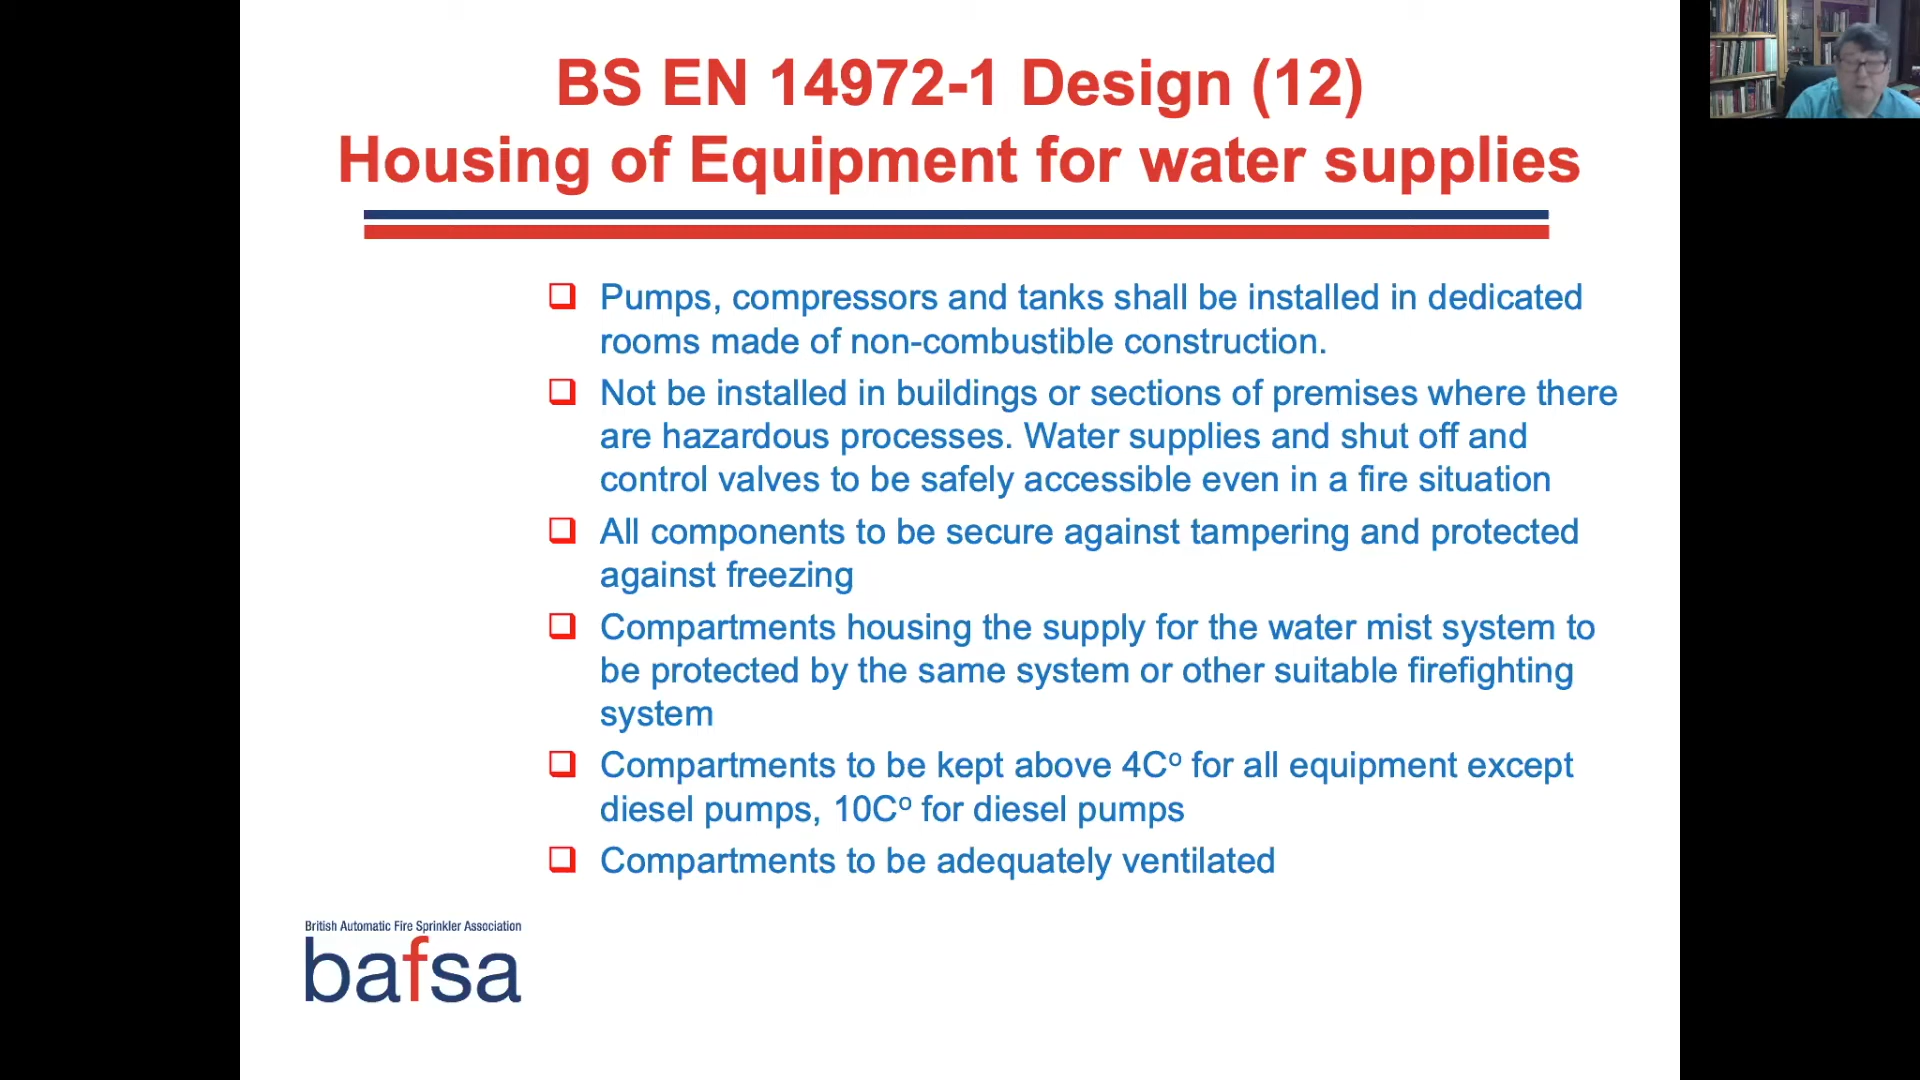 BS EN 14972-1 Design (12)
Housing of Equipment for water supplies
Pumps, compressors and tanks shall be installed in dedicated
rooms made of non-combustible construction.
Not be installed in buildings or sections of premises where there
are hazardous processes. Water supplies and shut off and
control valves to be safely accessible even in a fire situation
All components to be secure against tampering and protected
against freezing
Compartments housing the supply for the water mist system to
be protected by the same system or other suitable firefighting
system
Compartments to be kept above 4Cº for all equipment except
diesel pumps, 10Cº for diesel pumps
Compartments to be adequately ventilated
British Automatic Fire Sprinkler Association
bafsa